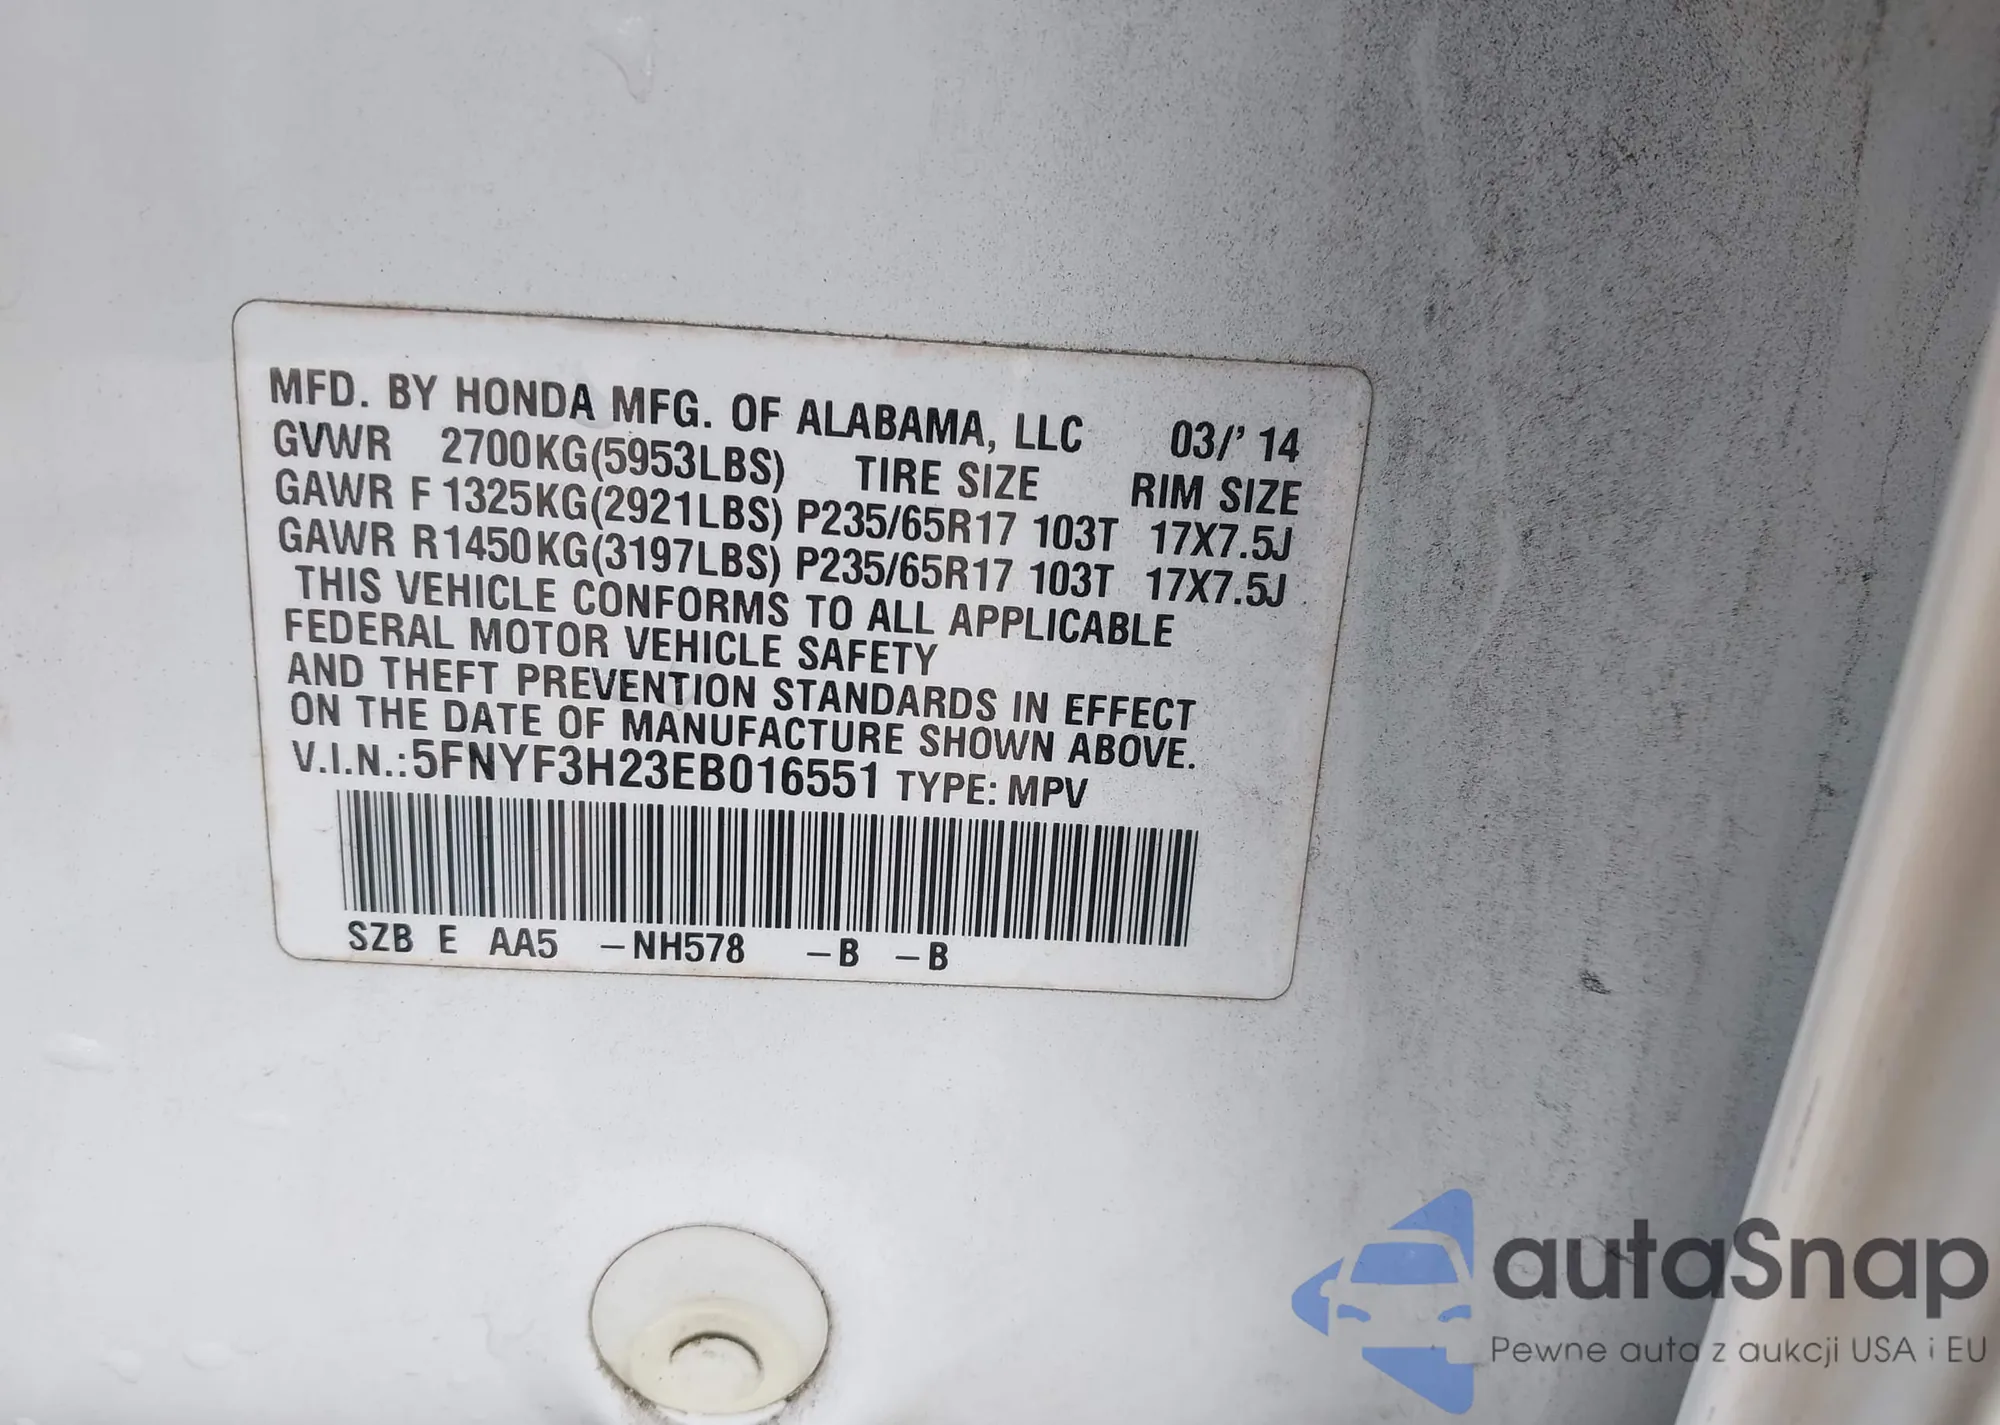 MFD. BY HONDA MFG. OF ALABAMA, LLC 03/' 14
GVWR 2700KG(5953LBS) TIRE SIZE RIM SIZE
GAWR F 1325KG(2921LBS) P235/65R17 103T 17X7.5J
GAWR R1450KG(3197LBS) P235/65R17 103T 17X7.5J
THIS VEHICLE CONFORMS TO ALL APPLICABLE
FEDERAL MOTOR VEHICLE SAFETY
AND THEFT PREVENTION STANDARDS IN EFFECT
ON THE DATE OF MANUFACTURE SHOWN ABOVE.
V.I.N.:5FNYF3H23EB016551 TYPE: MPV
SZB E AA5 –NH578 –B –B
autaSnap
Pewne auta z aukcji USA i EU